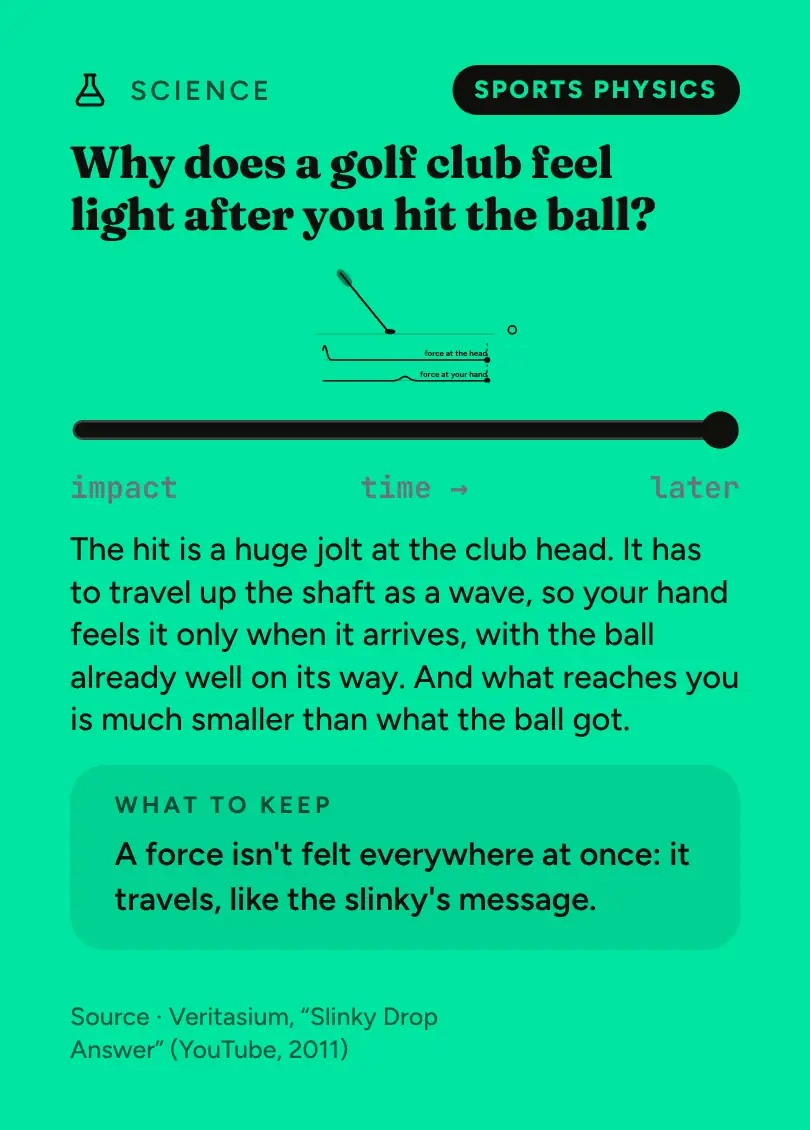 SCIENCE
SPORTS PHYSICS
Why does a golf club feel
light after you hit the ball?
force at the head
force at your hand
impact
time →
later
The hit is a huge jolt at the club head. It has
to travel up the shaft as a wave, so your hand
feels it only when it arrives, with the ball
already well on its way. And what reaches you
is much smaller than what the ball got.
WHAT TO KEEP
A force isn't felt everywhere at once: it
travels, like the slinky's message.
Source · Veritasium, “Slinky Drop
Answer” (YouTube, 2011)